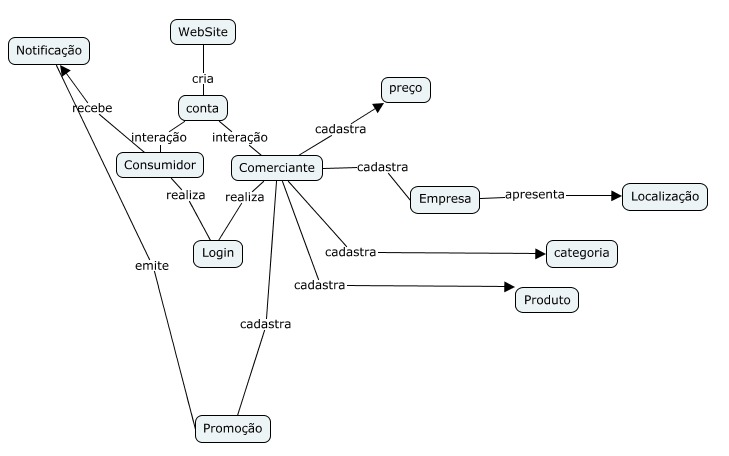 WebSite
Notificação
cria
preço
conta
recebe
cadastra
interação
interação
Consumidor
Comerciante
cadastra
realiza
realiza
Empresa
apresenta
Localização
Login
cadastra
categoria
emite
cadastra
Produto
cadastra
Promoção